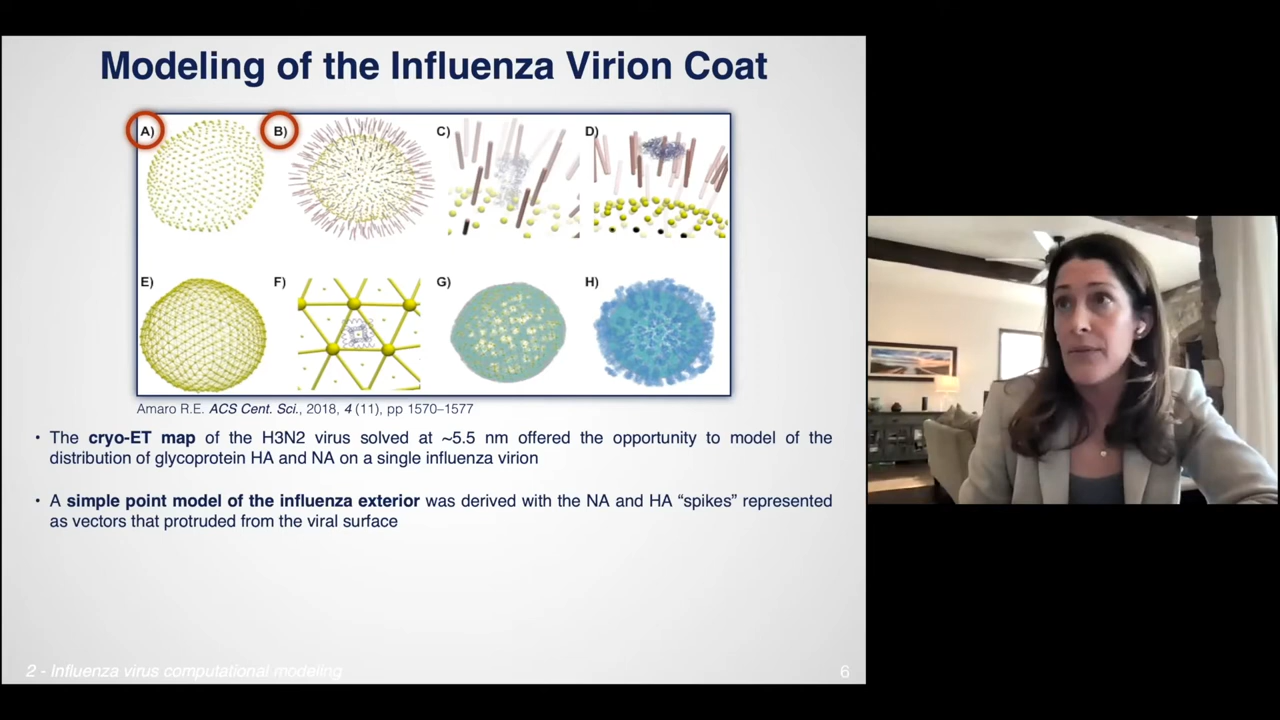 Modeling of the Influenza Virion Coat
A)
B)
C)
D)
E)
F)
G)
H)
Amaro R.E. ACS Cent. Sci., 2018, 4 (11), pp 1570–1577
• The cryo-ET map of the H3N2 virus solved at ~5.5 nm offered the opportunity to model of the
distribution of glycoprotein HA and NA on a single influenza virion
• A simple point model of the influenza exterior was derived with the NA and HA “spikes” represented
as vectors that protruded from the viral surface
2 - Influenza virus computational modeling
6